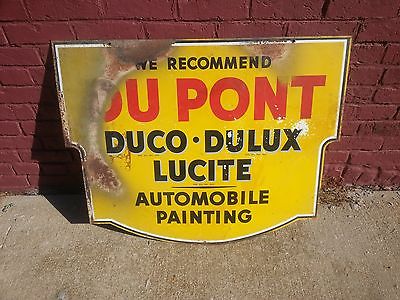 WE RECOMMEND
DU PONT
DUCO · DULUX
LUCITE
AUTOMOBILE
PAINTING